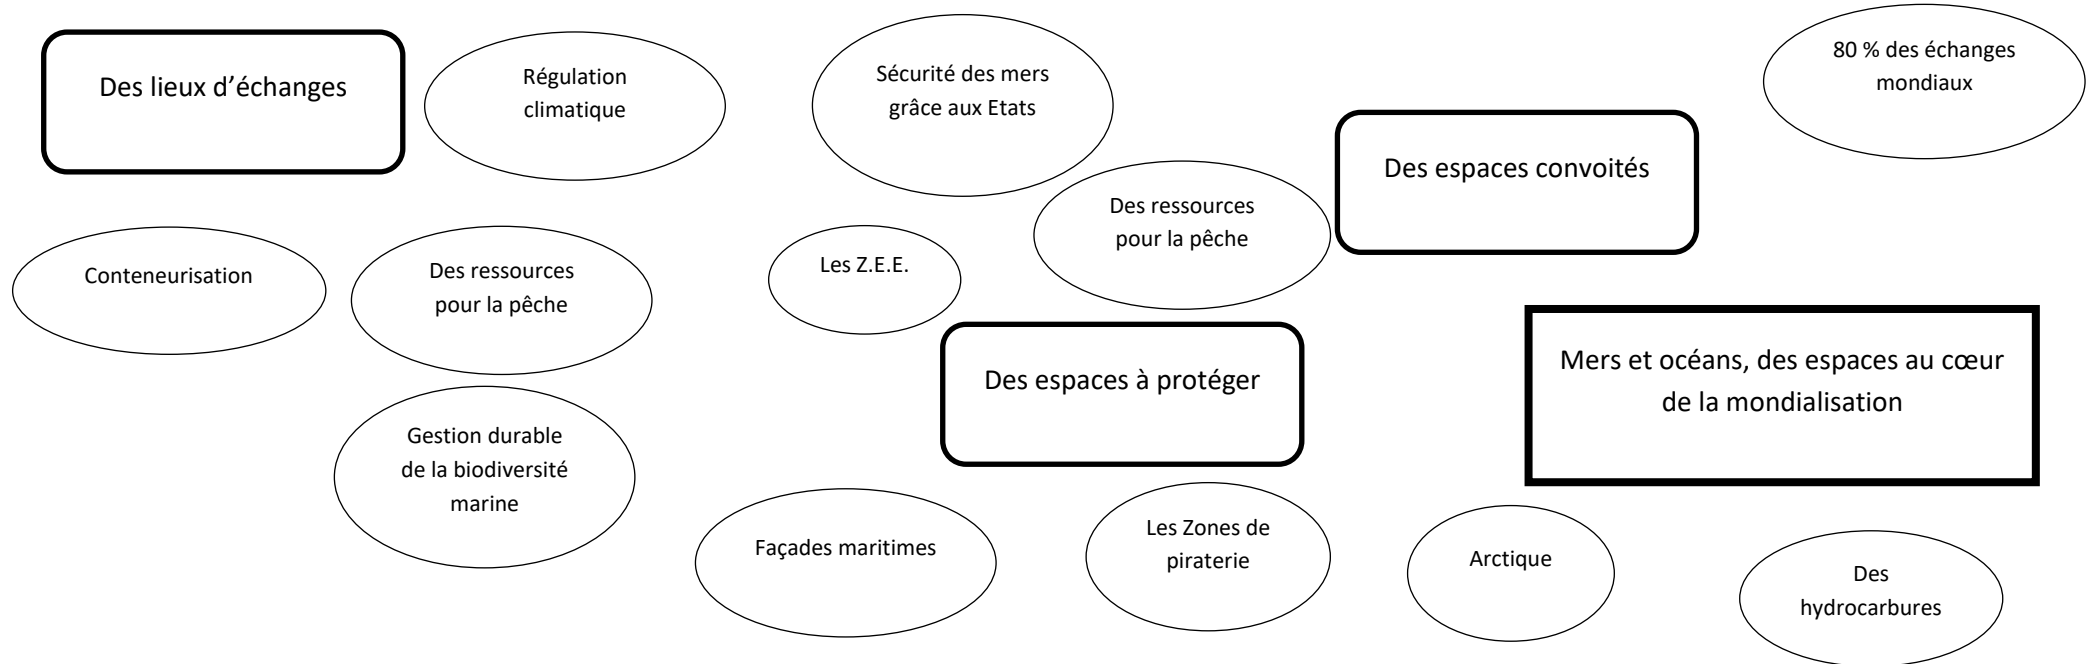 Des lieux d’échanges
Régulation
climatique
Sécurité des mers
grâce aux Etats
80 % des échanges
mondiaux
Des espaces convoités
Des ressources
pour la pêche
Conteneurisation
Des ressources
pour la pêche
Les Z.E.E.
Des espaces à protéger
Mers et océans, des espaces au cœur
de la mondialisation
Gestion durable
de la biodiversité
marine
Façades maritimes
Les Zones de
piraterie
Arctique
Des
hydrocarbures